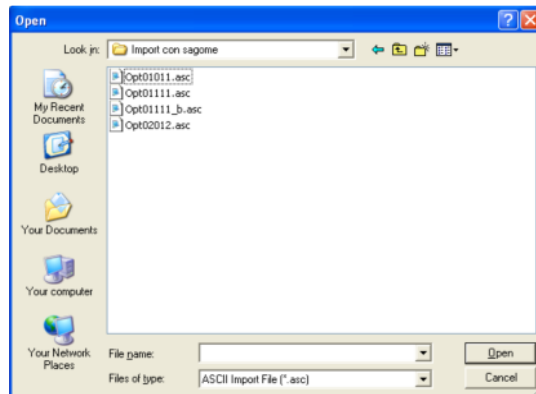 Open
Look in: Import con sagome
My Recent
Documents
Desktop
Your Documents
Your computer
Your Network
Places
Opt01011.asc
Opt01111.asc
Opt01111_b.asc
Opt02012.asc
File name:
Open
Files of type: ASCII Import File (*.asc)
Cancel